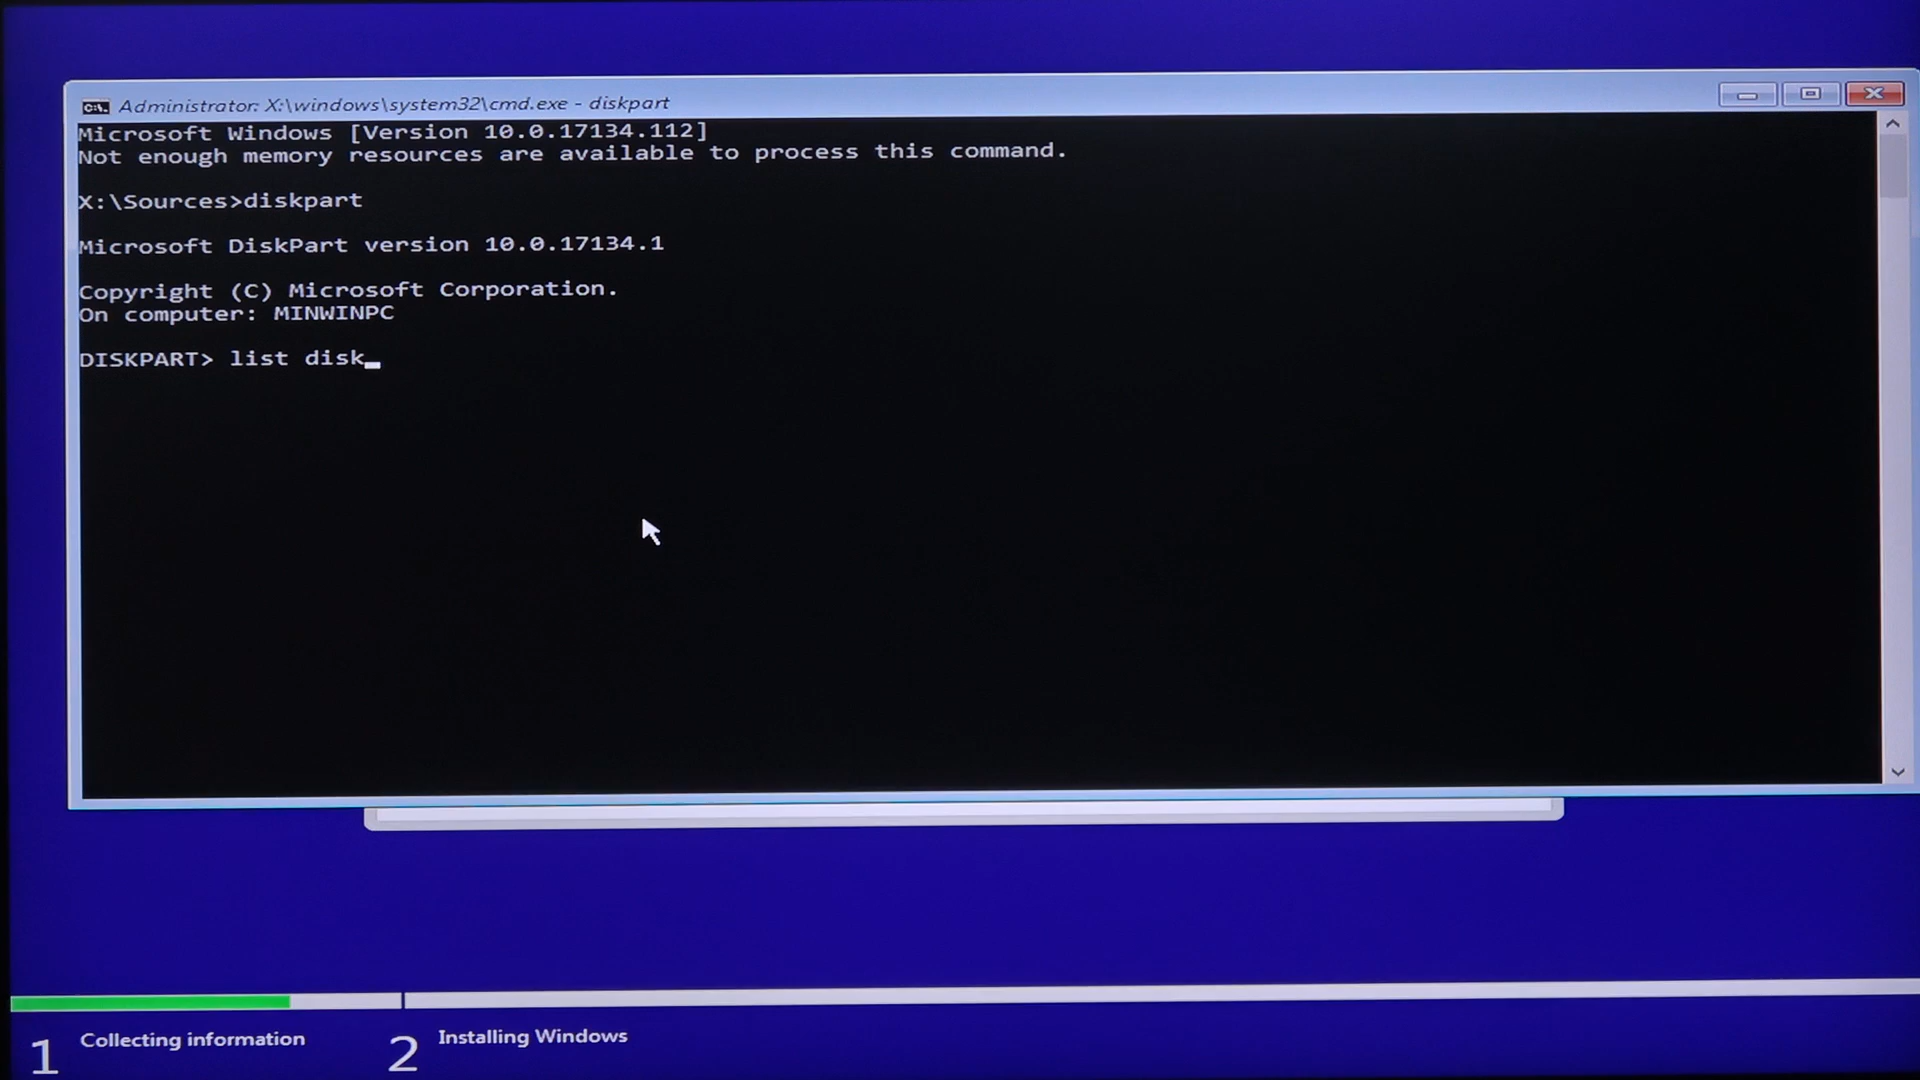 Administrator: X:\windows\system32\cmd.exe - diskpart
Microsoft Windows [Version 10.0.17134.112]
Not enough memory resources are available to process this command.
X:\Sources>diskpart
Microsoft DiskPart version 10.0.17134.1
Copyright (C) Microsoft Corporation.
On computer: MINWINPC
DISKPART> list disk
1 Collecting information
2 Installing Windows